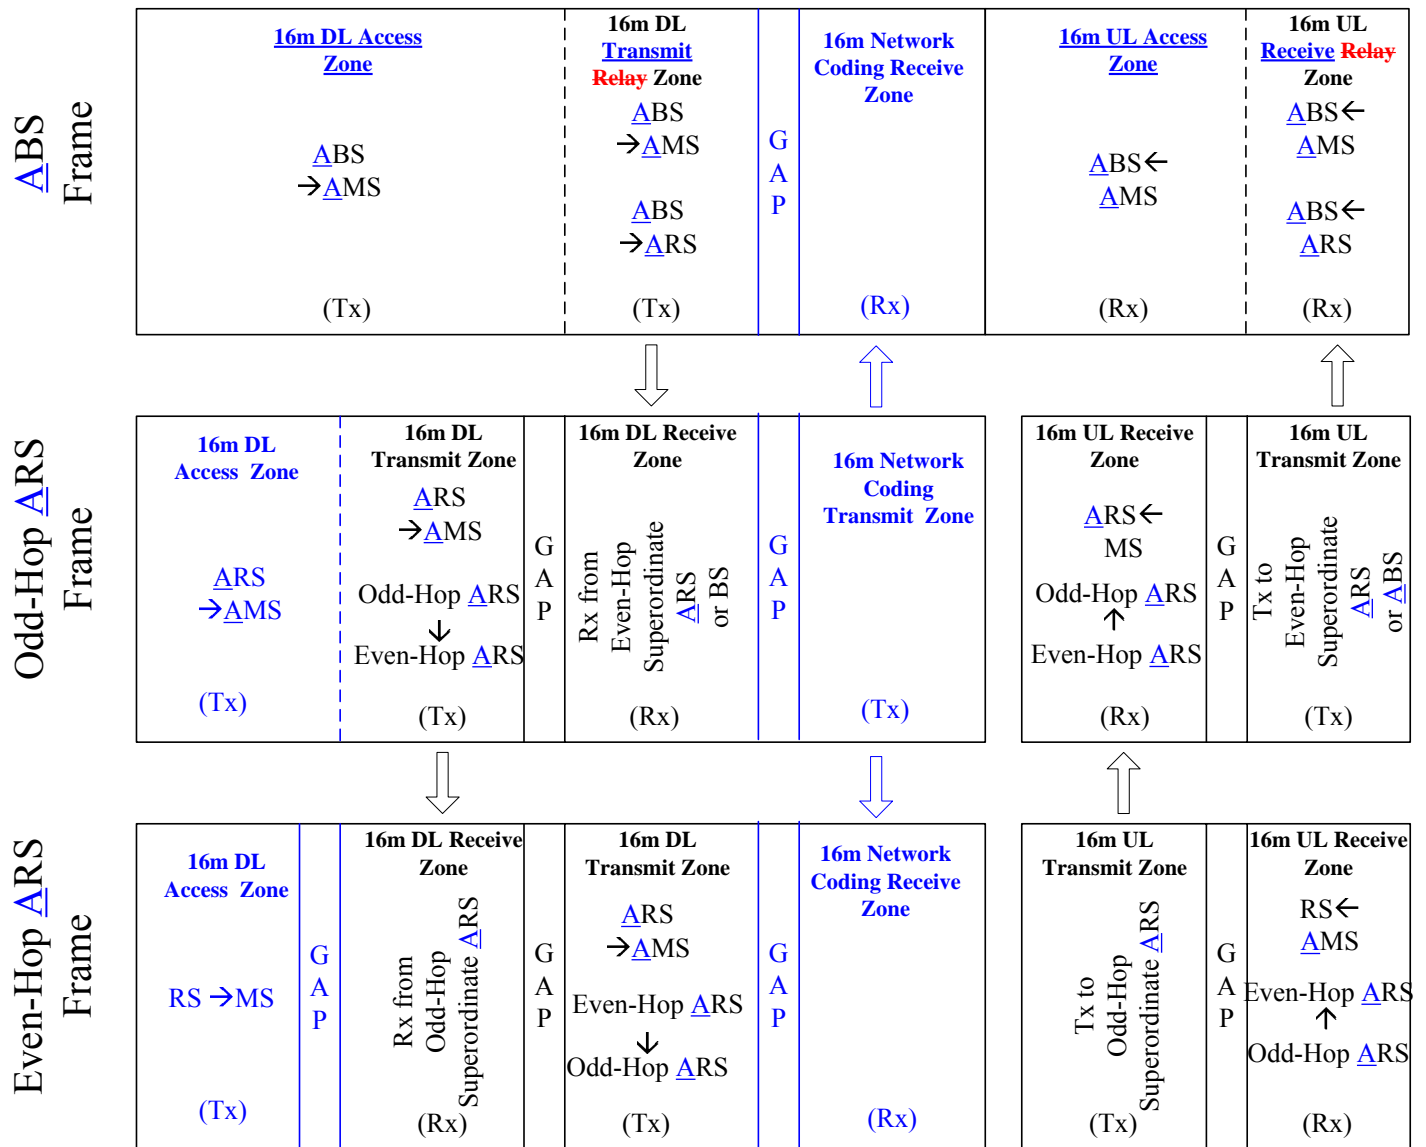 ABS
Frame
16m DL Access
Zone
ABS
→AMS
(Tx)
16m DL
Transmit
Relay Zone
ABS
→AMS
ABS
→ARS
(Tx)
G
A
P
16m Network
Coding Receive
Zone
(Rx)
16m UL Access
Zone
ABS←
AMS
(Rx)
16m UL
Receive Relay
Zone
ABS←
AMS
ABS←
ARS
(Rx)
Odd-Hop ARS
Frame
16m DL
Access Zone
ARS
→AMS
(Tx)
16m DL
Transmit Zone
ARS
→AMS
Odd-Hop ARS
↓
Even-Hop ARS
(Tx)
G
A
P
16m DL Receive
Zone
Rx from
Even-Hop
Superordinate
ARS
or BS
(Rx)
G
A
P
16m Network
Coding
Transmit Zone
(Tx)
16m UL Receive
Zone
ARS←
MS
Odd-Hop ARS
↑
Even-Hop ARS
(Rx)
G
A
P
16m UL
Transmit Zone
Tx to
Even-Hop
Superordinate
ARS
or ABS
(Tx)
Even-Hop ARS
Frame
16m DL
Access Zone
RS →MS
(Tx)
G
A
P
16m DL Receive
Zone
Rx from
Odd-Hop
Superordinate ARS
(Rx)
G
A
P
16m DL
Transmit Zone
ARS
→AMS
Even-Hop ARS
↓
Odd-Hop ARS
(Tx)
G
A
P
16m Network
Coding Receive
Zone
(Rx)
16m UL
Transmit Zone
Tx to
Odd-Hop
Superordinate ARS
(Tx)
G
A
P
16m UL Receive
Zone
RS←
AMS
Even-Hop ARS
↑
Odd-Hop ARS
(Rx)